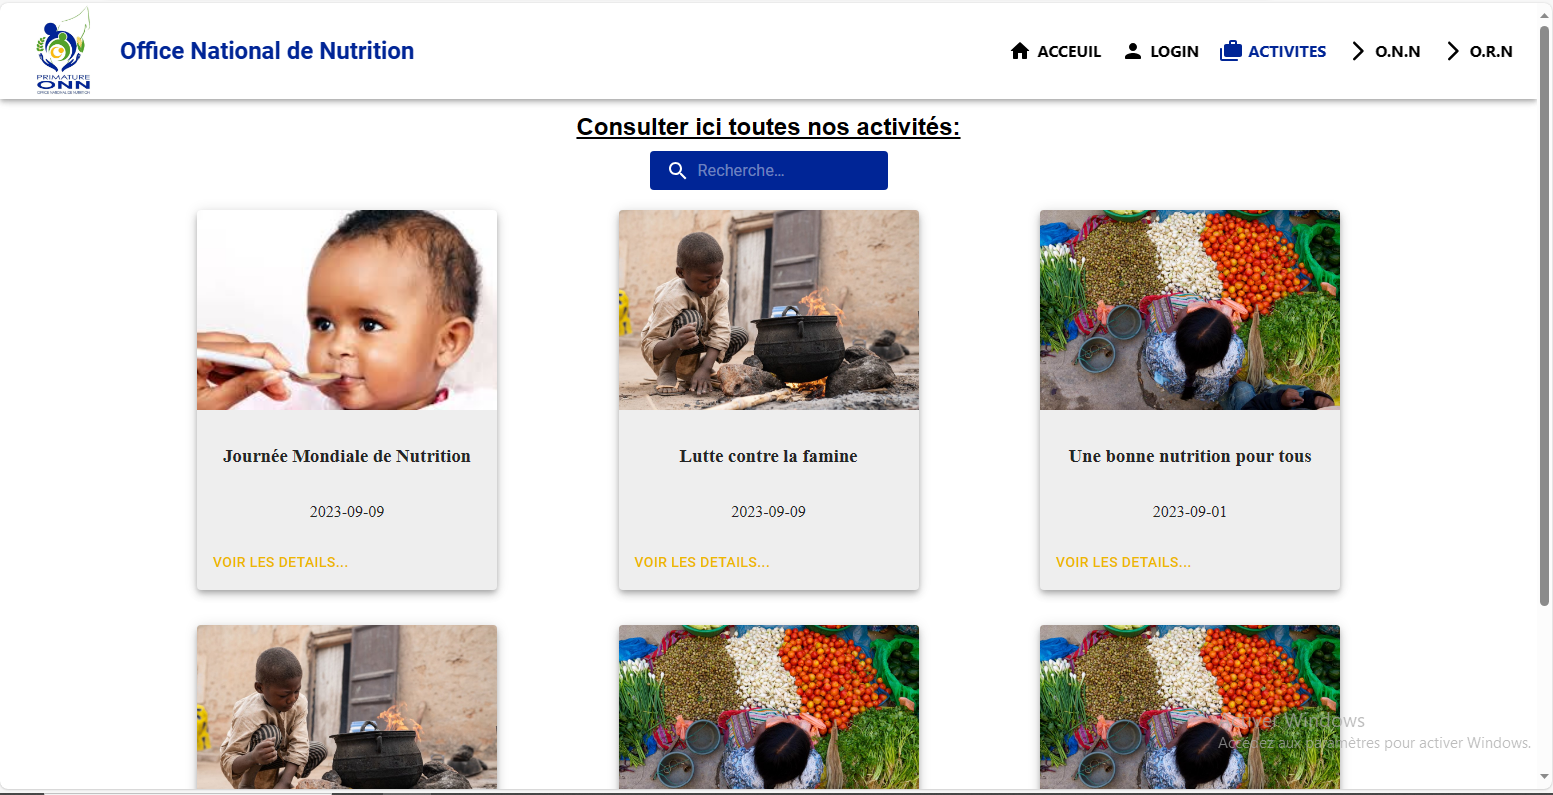 PRIMATURE
ONN
OFFICE NATIONAL DE NUTRITION
Office National de Nutrition
ACCEUIL
LOGIN
ACTIVITES
O.N.N
O.R.N
Consulter ici toutes nos activités:
Recherche...
Journée Mondiale de Nutrition
2023-09-09
VOIR LES DETAILS...
Lutte contre la famine
2023-09-09
VOIR LES DETAILS...
Une bonne nutrition pour tous
2023-09-01
VOIR LES DETAILS...
Activer Windows
Accédez aux paramètres pour activer Windows.